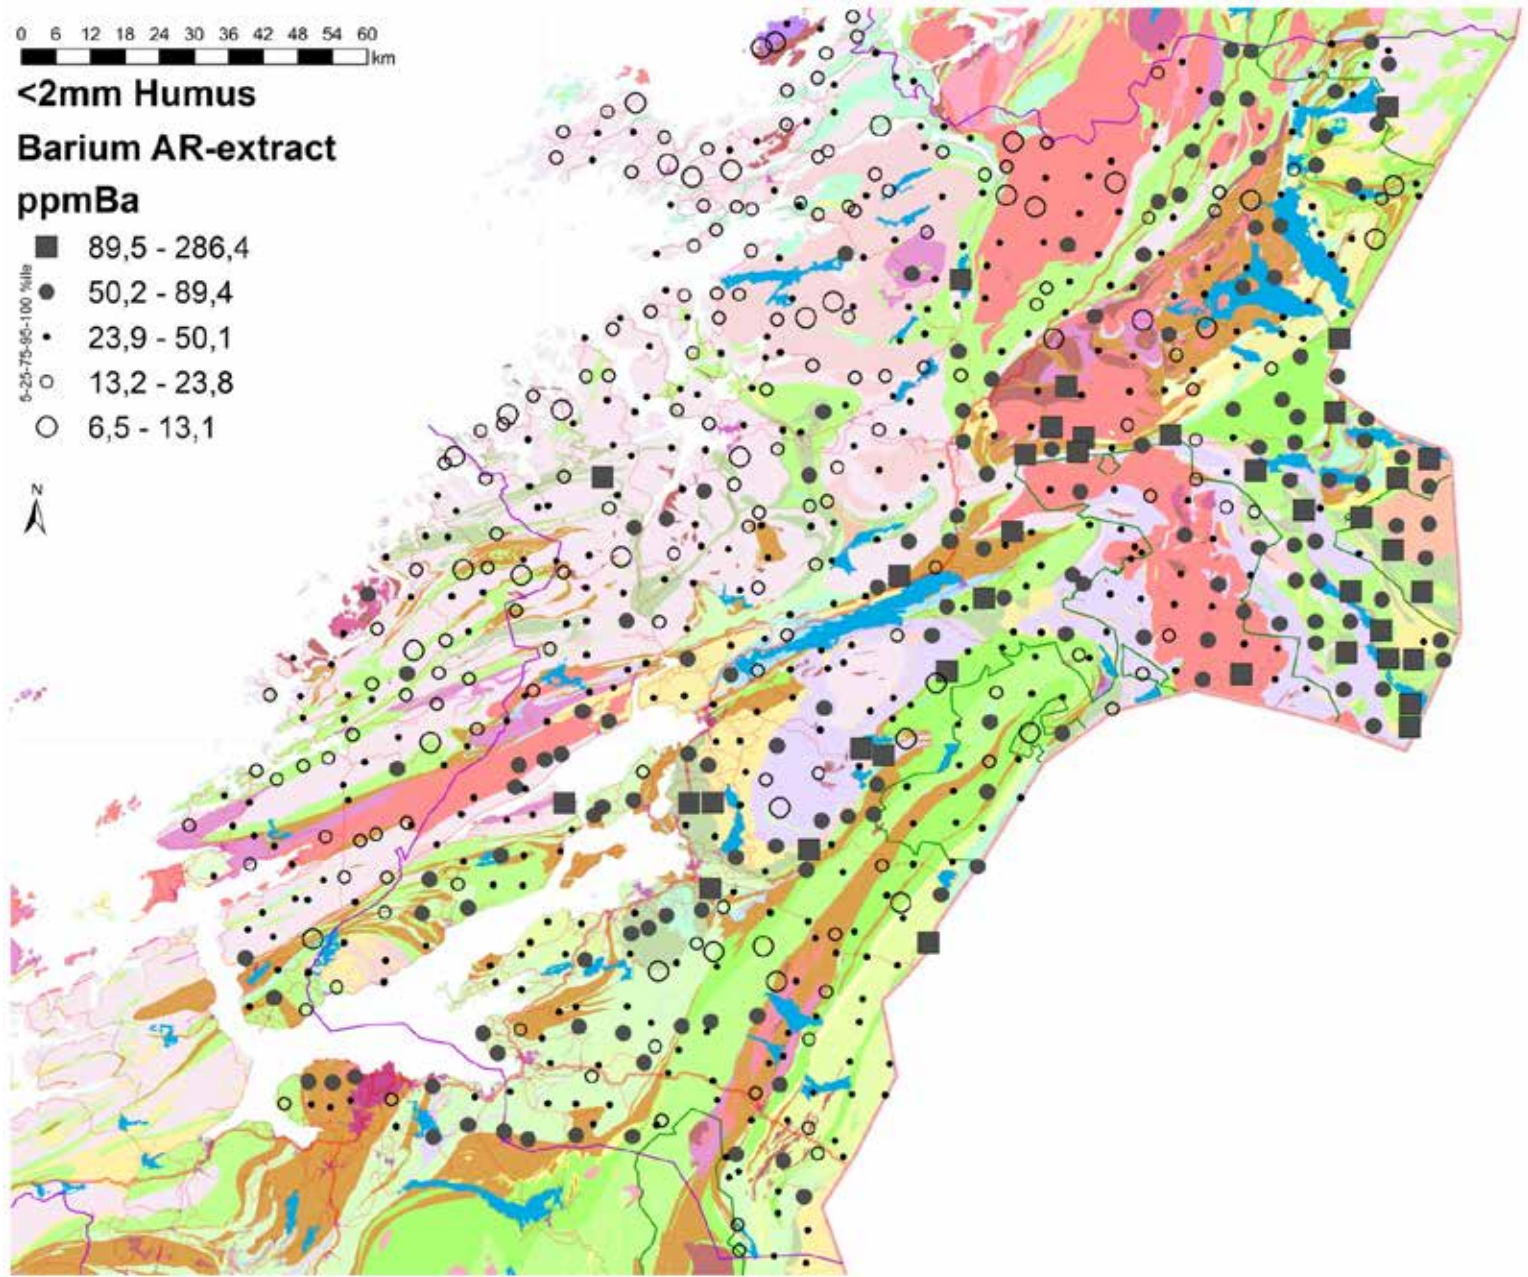 0 6 12 18 24 30 36 42 48 54 60
km
<2mm Humus
Barium AR-extract
ppmBa
89,5 - 286,4
50,2 - 89,4
23,9 - 50,1
13,2 - 23,8
6,5 - 13,1
5-25-75-95-100 %ile
N